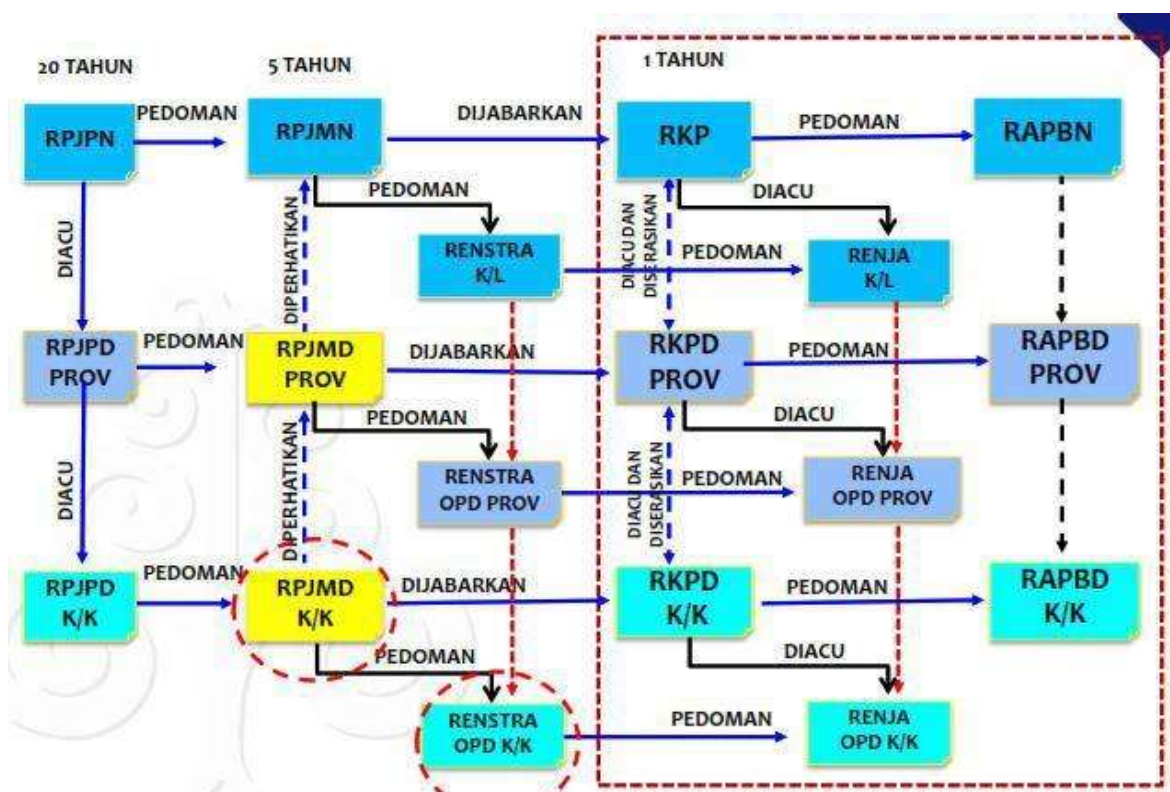 20 TAHUN
5 TAHUN
1 TAHUN
RPJPN
PEDOMAN
RPJMN
DIJABARKAN
RKP
PEDOMAN
RAPBN
DIACU
DIPERHATIKAN
PEDOMAN
RENSTRA
K/L
PEDOMAN
DIACU DAN
DISERASIKAN
DIACU
RENJA
K/L
RPJPD
PROV
PEDOMAN
RPJMD
PROV
DIJABARKAN
RKPD
PROV
PEDOMAN
RAPBD
PROV
DIACU
DIPERHATIKAN
PEDOMAN
RENSTRA
OPD PROV
PEDOMAN
DIACU DAN
DISERASIKAN
DIACU
RENJA
OPD PROV
RPJPD
K/K
PEDOMAN
RPJMD
K/K
DIJABARKAN
RKPD
K/K
PEDOMAN
RAPBD
K/K
PEDOMAN
RENSTRA
OPD K/K
PEDOMAN
DIACU
RENJA
OPD K/K